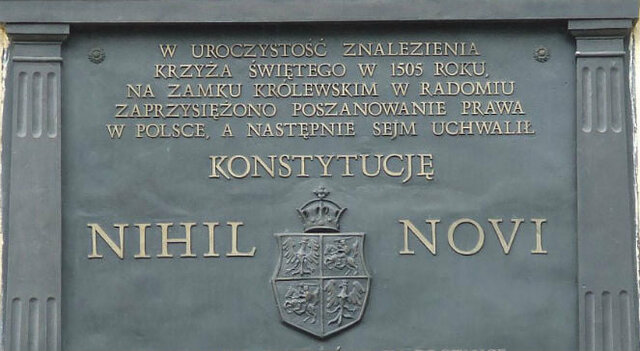 W UROCZYSTOŚĆ ZNALEZIENIA
KRZYŻA ŚWIĘTEGO W 1505 ROKU,
NA ZAMKU KRÓLEWSKIM W RADOMIU
ZAPRZYSIĘŻONO POSZANOWANIE PRAWA
W POLSCE, A NASTĘPNIE SEJM UCHWALIŁ
KONSTYTUCJĘ
NIHIL NOVI